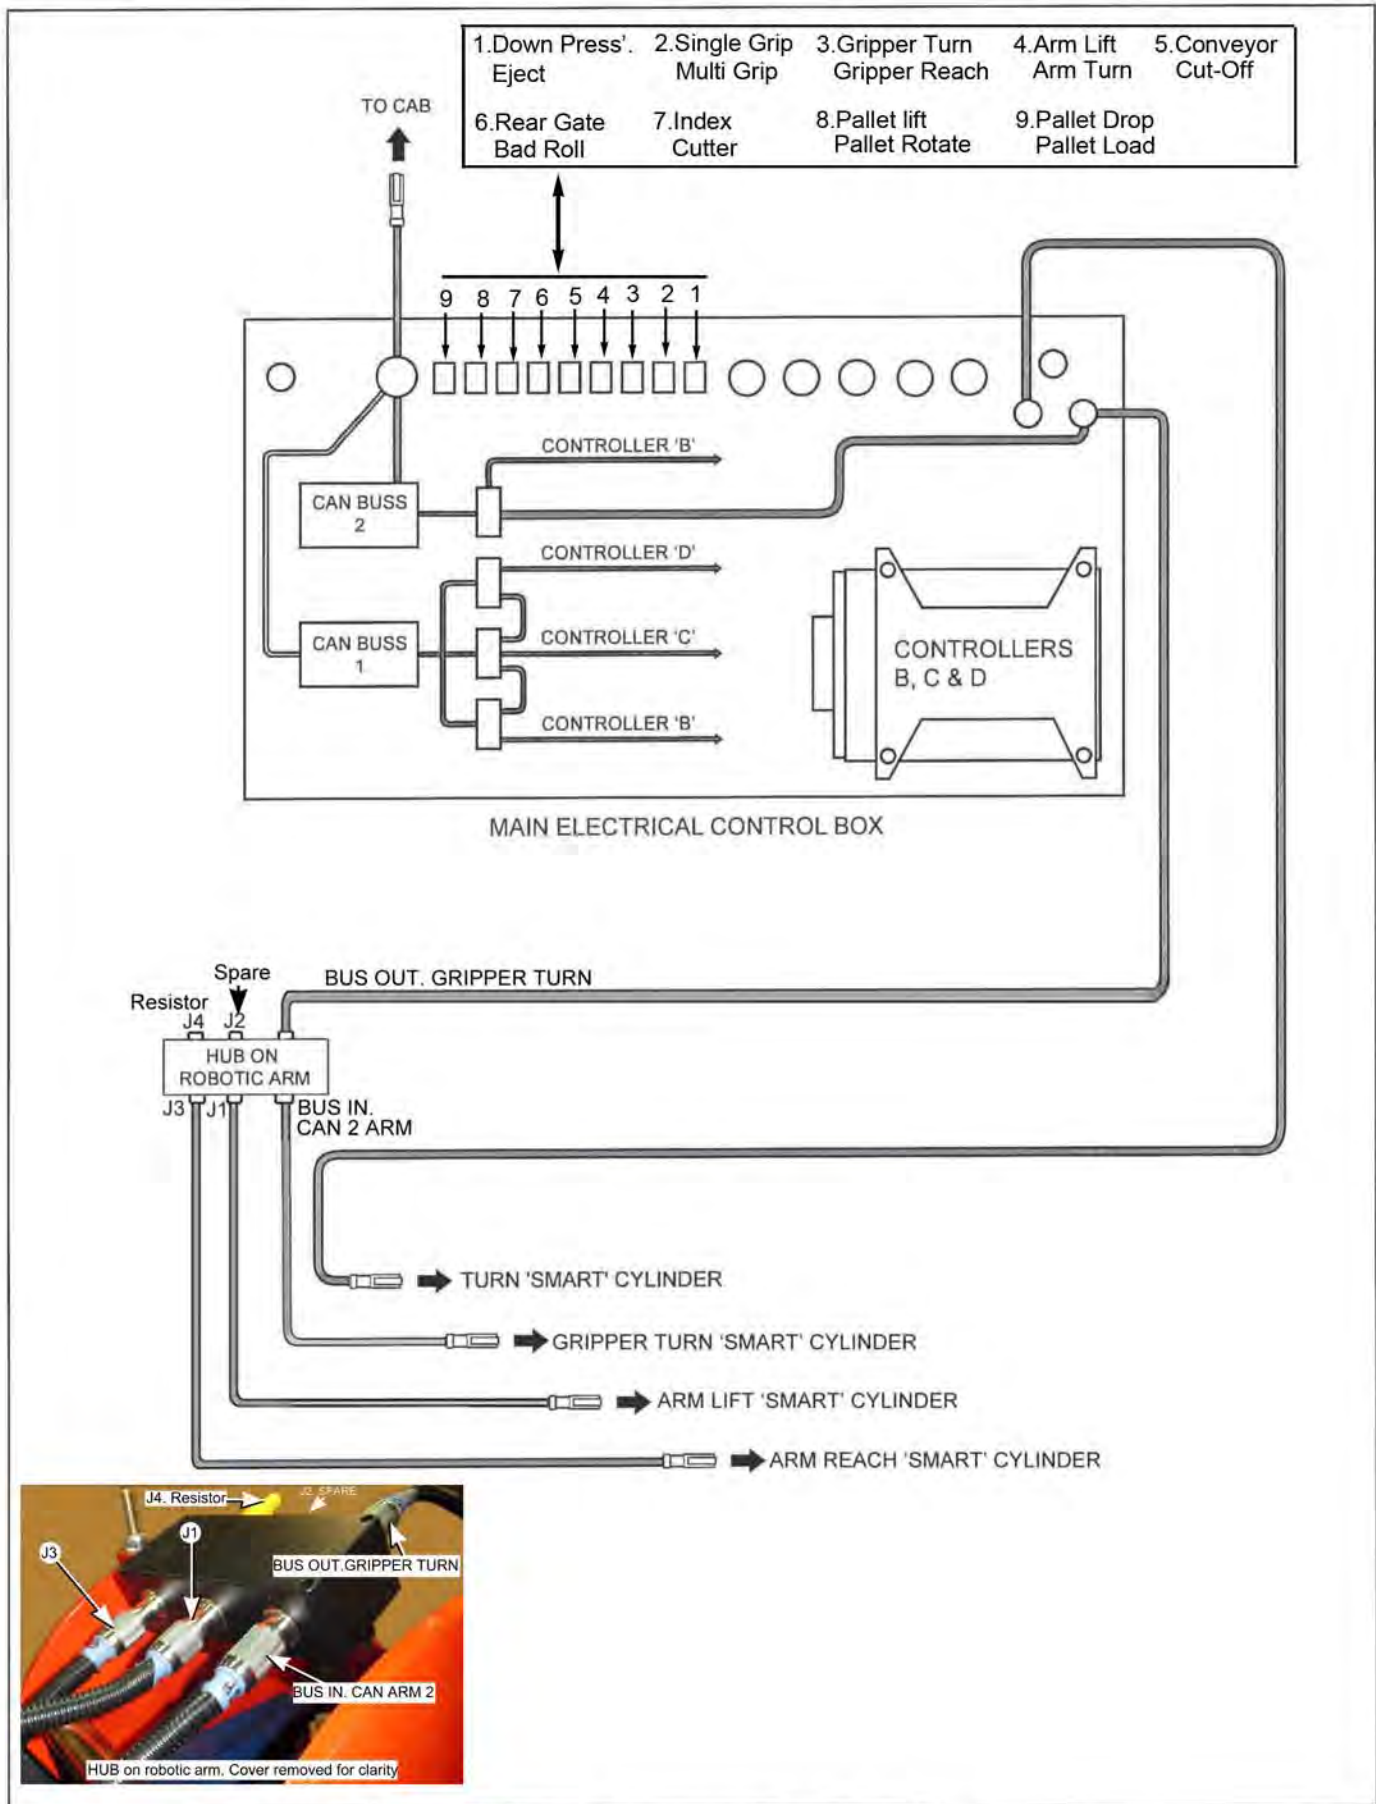 1.Down Press'. 2.Single Grip 3.Gripper Turn 4.Arm Lift 5.Conveyor
Eject Multi Grip Gripper Reach Arm Turn Cut-Off
6.Rear Gate 7.Index 8.Pallet lift 9.Pallet Drop
Bad Roll Cutter Pallet Rotate Pallet Load
TO CAB
9 8 7 6 5 4 3 2 1
CONTROLLER 'B'
CAN BUSS
2
CONTROLLER 'D'
CONTROLLER 'C'
CAN BUSS
1
CONTROLLER 'B'
CONTROLLERS
B, C & D
MAIN ELECTRICAL CONTROL BOX
Spare
BUS OUT. GRIPPER TURN
Resistor
J4 J2
HUB ON
ROBOTIC ARM
J3 J1
BUS IN.
CAN 2 ARM
TURN 'SMART' CYLINDER
GRIPPER TURN 'SMART' CYLINDER
ARM LIFT 'SMART' CYLINDER
ARM REACH 'SMART' CYLINDER
J4. Resistor
J2. SPARE
J1
J3
BUS OUT.GRIPPER TURN
BUS IN. CAN ARM 2
HUB on robotic arm. Cover removed for clarity